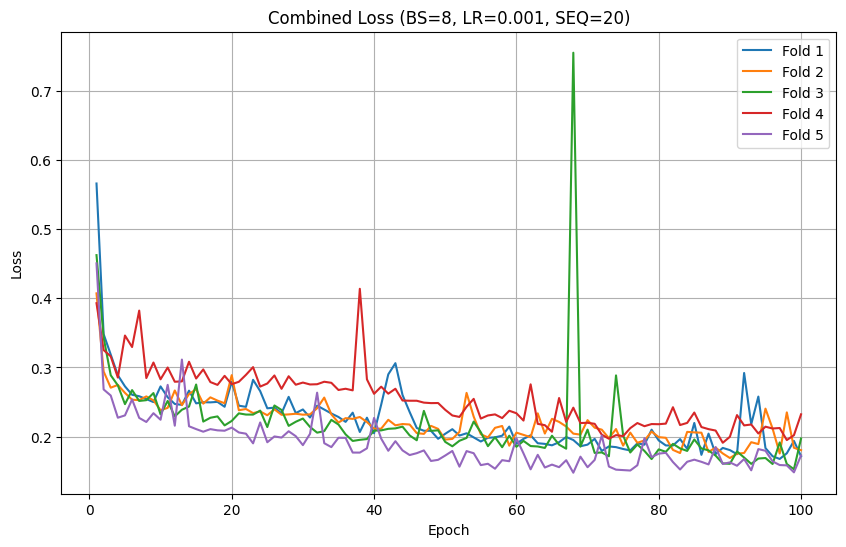 Combined Loss (BS=8, LR=0.001, SEQ=20)
Fold 1
Fold 2
Fold 3
Fold 4
Fold 5
Loss
0.7
0.6
0.5
0.4
0.3
0.2
0 20 40 60 80 100
Epoch